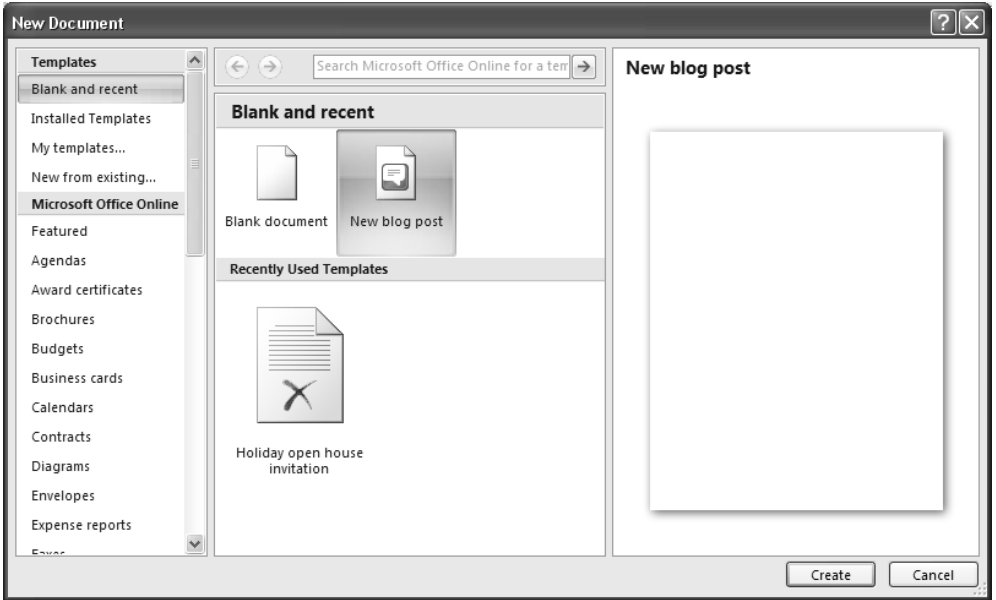 New Document
Templates
Blank and recent
Installed Templates
My templates...
New from existing...
Microsoft Office Online
Featured
Agendas
Award certificates
Brochures
Budgets
Business cards
Calendars
Contracts
Diagrams
Envelopes
Expense reports
Faxes
Search Microsoft Office Online for a tem
Blank and recent
Blank document
New blog post
Recently Used Templates
Holiday open house
invitation
New blog post
Create
Cancel